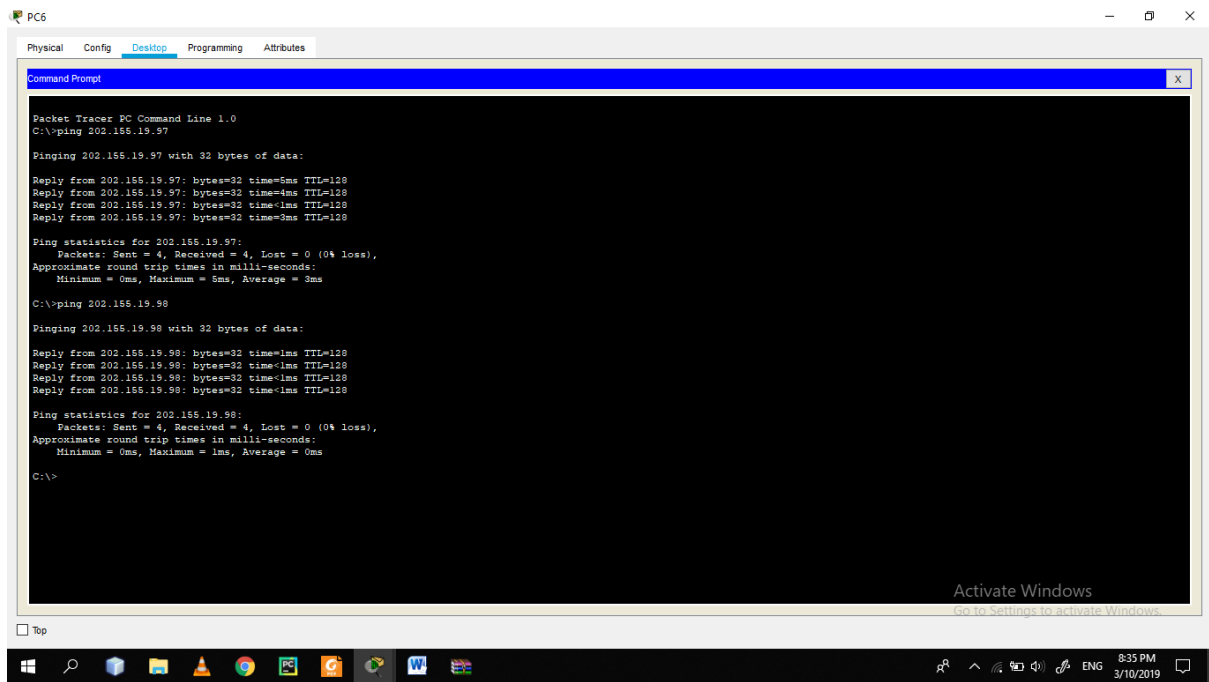 PC6
Physical Config Desktop Programming Attributes
Command Prompt
X
Packet Tracer PC Command Line 1.0
C:\>ping 202.155.19.97
Pinging 202.155.19.97 with 32 bytes of data:
Reply from 202.155.19.97: bytes=32 time=5ms TTL=128
Reply from 202.155.19.97: bytes=32 time=4ms TTL=128
Reply from 202.155.19.97: bytes=32 time<1ms TTL=128
Reply from 202.155.19.97: bytes=32 time=3ms TTL=128
Ping statistics for 202.155.19.97:
Packets: Sent = 4, Received = 4, Lost = 0 (0% loss),
Approximate round trip times in milli-seconds:
Minimum = 0ms, Maximum = 5ms, Average = 3ms
C:\>ping 202.155.19.98
Pinging 202.155.19.98 with 32 bytes of data:
Reply from 202.155.19.98: bytes=32 time=1ms TTL=128
Reply from 202.155.19.98: bytes=32 time<1ms TTL=128
Reply from 202.155.19.98: bytes=32 time<1ms TTL=128
Reply from 202.155.19.98: bytes=32 time<1ms TTL=128
Ping statistics for 202.155.19.98:
Packets: Sent = 4, Received = 4, Lost = 0 (0% loss),
Approximate round trip times in milli-seconds:
Minimum = 0ms, Maximum = 1ms, Average = 0ms
C:\>
Activate Windows
Go to Settings to activate Windows.
Top
PC
G
W
ENG
8:35 PM
3/10/2019